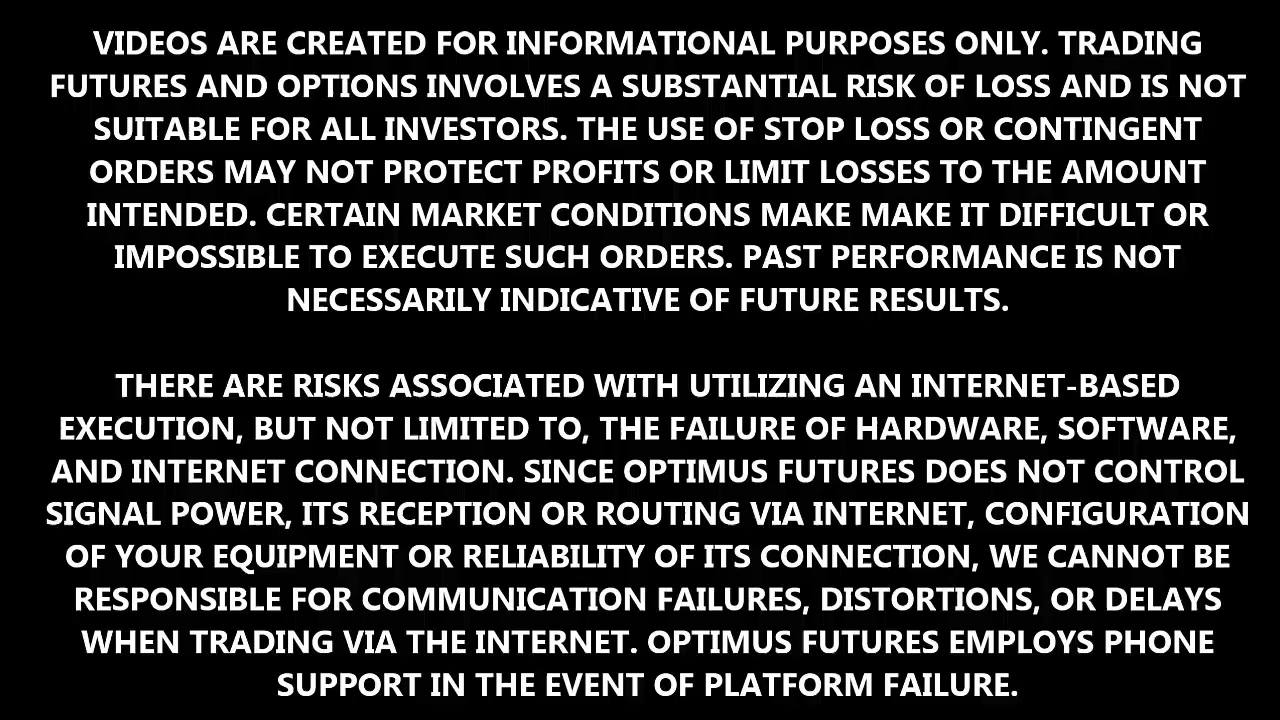 VIDEOS ARE CREATED FOR INFORMATIONAL PURPOSES ONLY. TRADING
FUTURES AND OPTIONS INVOLVES A SUBSTANTIAL RISK OF LOSS AND IS NOT
SUITABLE FOR ALL INVESTORS. THE USE OF STOP LOSS OR CONTINGENT
ORDERS MAY NOT PROTECT PROFITS OR LIMIT LOSSES TO THE AMOUNT
INTENDED. CERTAIN MARKET CONDITIONS MAKE MAKE IT DIFFICULT OR
IMPOSSIBLE TO EXECUTE SUCH ORDERS. PAST PERFORMANCE IS NOT
NECESSARILY INDICATIVE OF FUTURE RESULTS.
THERE ARE RISKS ASSOCIATED WITH UTILIZING AN INTERNET-BASED
EXECUTION, BUT NOT LIMITED TO, THE FAILURE OF HARDWARE, SOFTWARE,
AND INTERNET CONNECTION. SINCE OPTIMUS FUTURES DOES NOT CONTROL
SIGNAL POWER, ITS RECEPTION OR ROUTING VIA INTERNET, CONFIGURATION
OF YOUR EQUIPMENT OR RELIABILITY OF ITS CONNECTION, WE CANNOT BE
RESPONSIBLE FOR COMMUNICATION FAILURES, DISTORTIONS, OR DELAYS
WHEN TRADING VIA THE INTERNET. OPTIMUS FUTURES EMPLOYS PHONE
SUPPORT IN THE EVENT OF PLATFORM FAILURE.